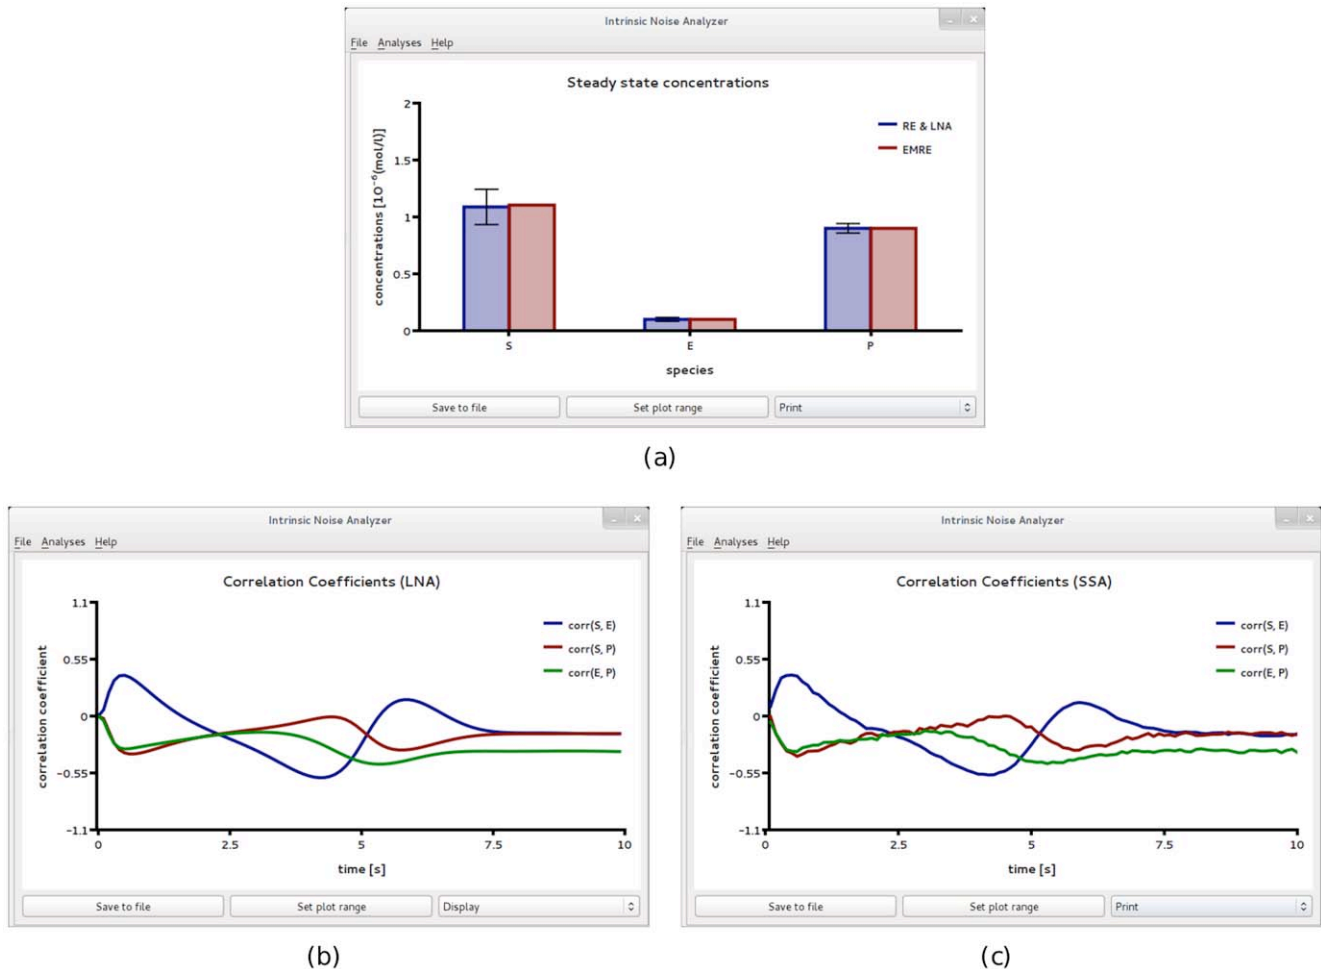 Intrinsic Noise Analyzer
File Analyses Help
Steady state concentrations
concentrations [10⁻⁶(mol/l)]
2
1.5
1
0.5
0
RE & LNA
EMRE
S E P
species
Save to file Set plot range Print
(a)
Intrinsic Noise Analyzer
File Analyses Help
Correlation Coefficients (LNA)
correlation coefficient
1.1
0.55
0
−0.55
−1.1
corr(S, E)
corr(S, P)
corr(E, P)
0 2.5 5 7.5 10
time [s]
Save to file Set plot range Display
(b)
Intrinsic Noise Analyzer
File Analyses Help
Correlation Coefficients (SSA)
correlation coefficient
1.1
0.55
0
−0.55
−1.1
corr(S, E)
corr(S, P)
corr(E, P)
0 2.5 5 7.5 10
time [s]
Save to file Set plot range Print
(c)